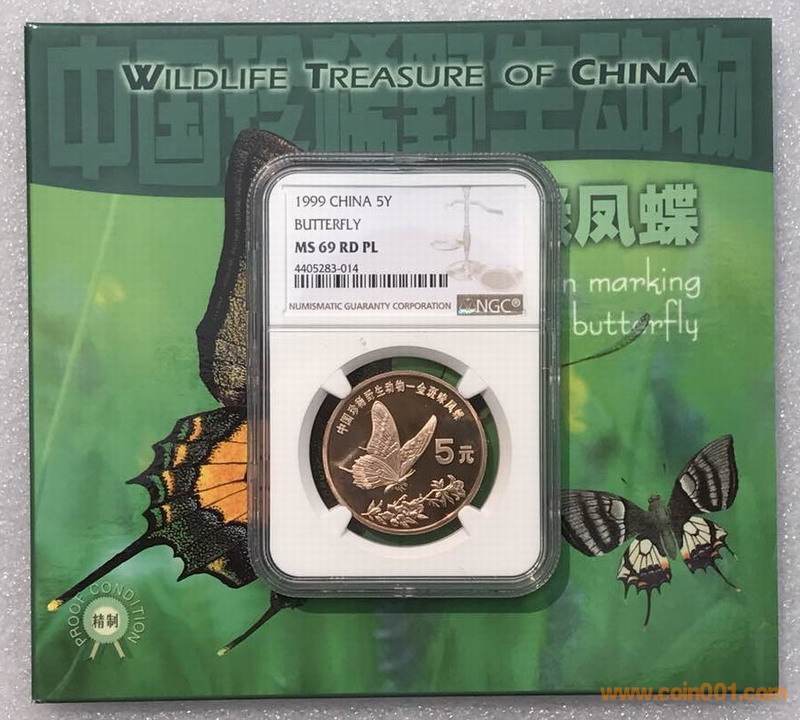 中国珍稀野生动物
WILDLIFE TREASURE OF CHINA
凤蝶
marking
butterfly
1999 CHINA 5Y
BUTTERFLY
MS 69 RD PL
4405283-014
NUMISMATIC GUARANTY CORPORATION
NGC®
中国珍稀野生动物—金斑喙凤蝶
5元
PROOF CONDITION
精制
www.coin001.com